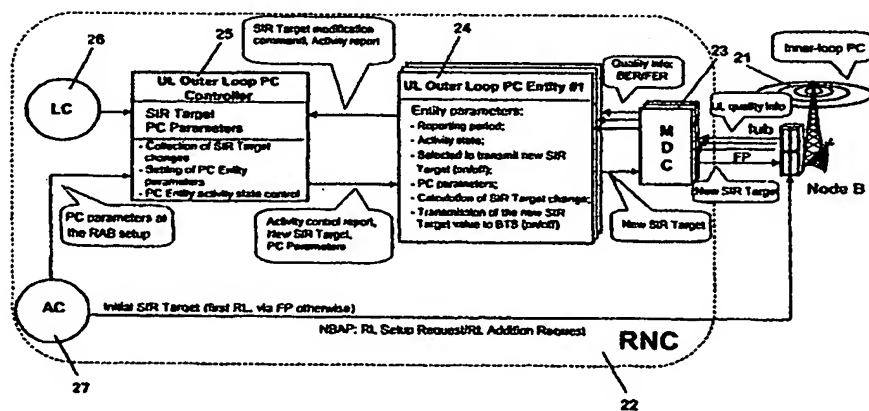 26
25
SIR Target modification
command, Activity report
24
23
21
Inner-loop PC
LC
UL Outer Loop PC
Controller
SIR Target
PC Parameters
- Collection of SIR Target
changes
- Setting of PC Entity
parameters
- PC Entity activity state control
UL Outer Loop PC Entity #1
Entity parameters:
- Reporting period;
- Activity state;
- Selected to transmit new SIR
Target (on/off);
- PC parameters;
- Calculation of SIR Target change;
- Transmission of the new SIR
Target value to BTS (on/off)
Quality info:
BER/FER
M
D
C
UL quality info
Iub
FP
Node B
New SIR Target
PC parameters at
the RAB setup
Activity control report,
New SIR Target,
PC Parameters
New SIR Target
AC
Initial SIR Target (first RL, via FP otherwise)
NBAP: RL Setup Request/RL Addition Request
RNC
27
22